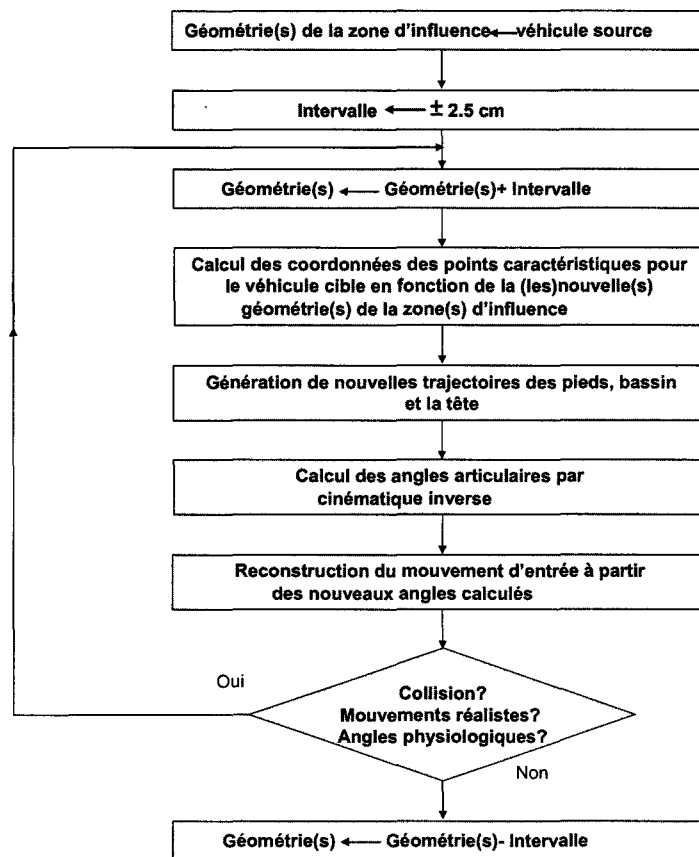 Géométrie(s) de la zone d'influence ← véhicule source
Intervalle ← ± 2.5 cm
Géométrie(s) ← Géométrie(s)+ Intervalle
Calcul des coordonnées des points caractéristiques pour
le véhicule cible en fonction de la (les)nouvelle(s)
géométrie(s) de la zone(s) d'influence
Génération de nouvelles trajectoires des pieds, bassin
et la tête
Calcul des angles articulaires par
cinématique inverse
Reconstruction du mouvement d'entrée à partir
des nouveaux angles calculés
Oui
Collision?
Mouvements réalistes?
Angles physiologiques?
Non
Géométrie(s) ← Géométrie(s)- Intervalle